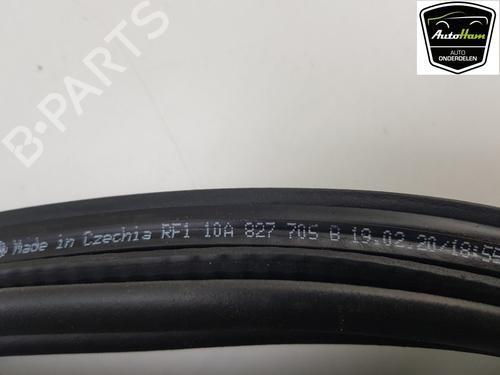 AutoHam
AUTO
ONDERDELEN
B-PARTS
Made in Czechia RF1 10A 827 705 B 19.02.20/18:55